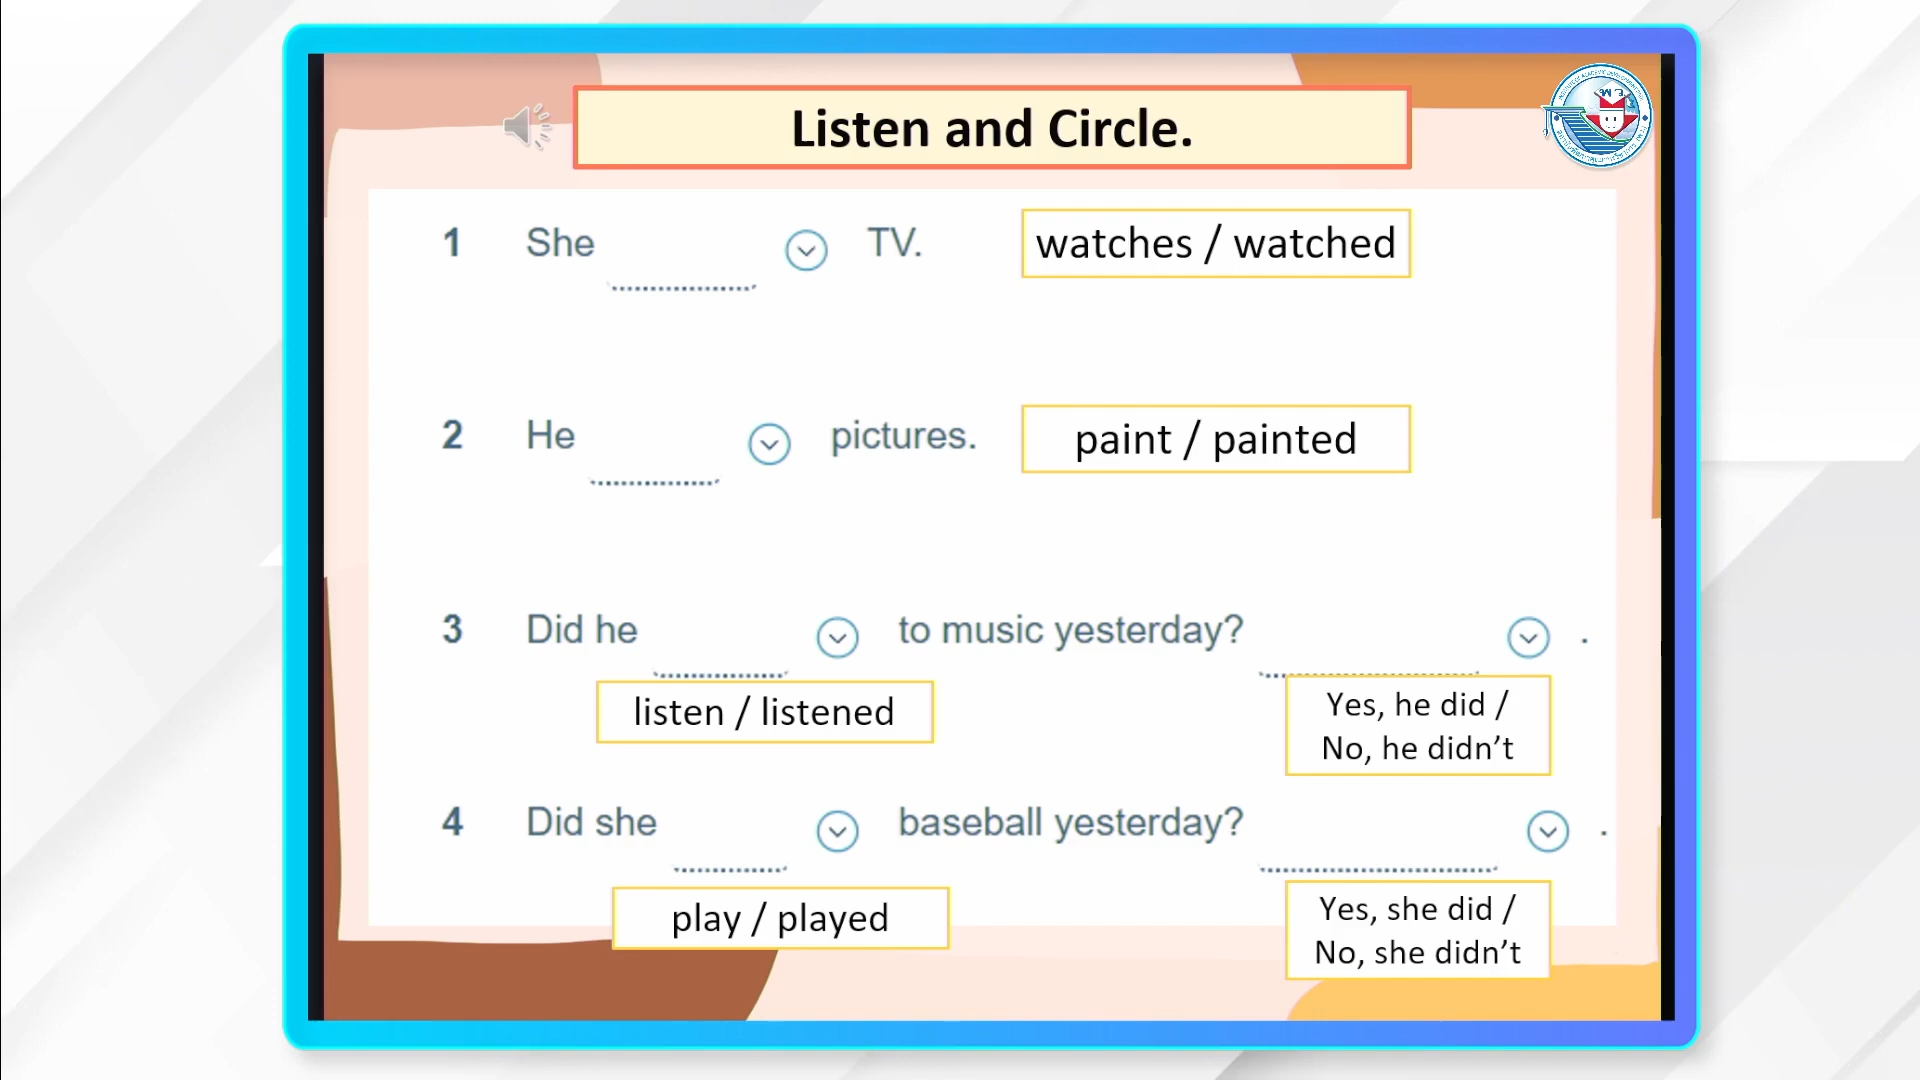 Listen and Circle.
1 She TV. watches / watched
2 He pictures. paint / painted
3 Did he to music yesterday? .
listen / listened
Yes, he did /
No, he didn’t
4 Did she baseball yesterday? .
play / played
Yes, she did /
No, she didn’t